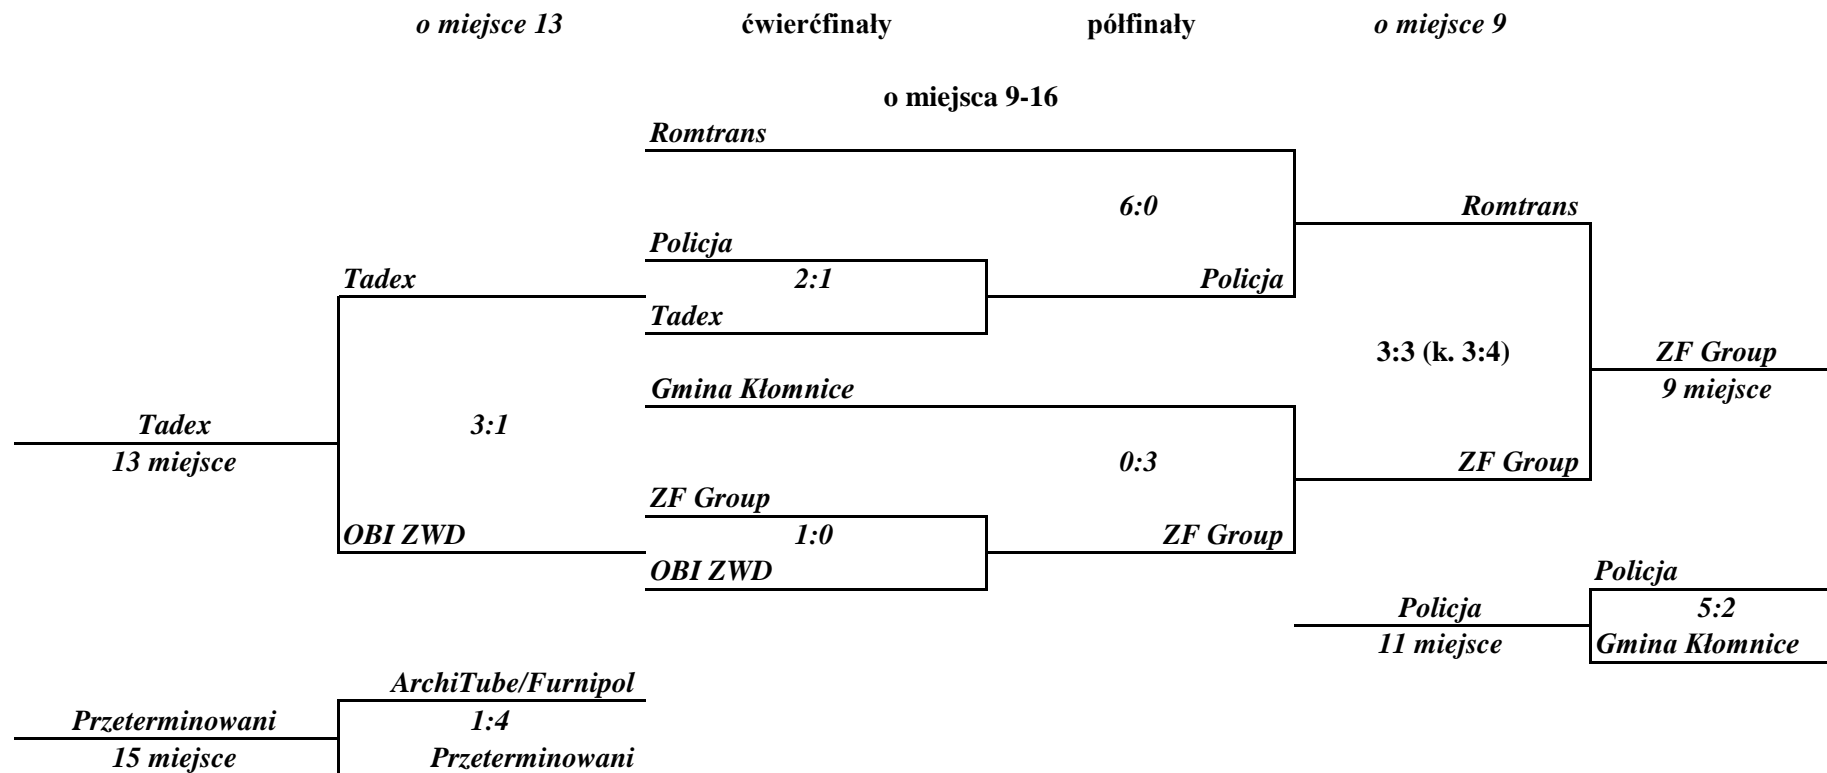 o miejsce 13 ćwierćfinały półfinały o miejsce 9
o miejsca 9-16
Romtrans
6:0 Romtrans
Policja
Tadex 2:1 Policja
Tadex
3:3 (k. 3:4) ZF Group
Gmina Kłomnice 9 miejsce
Tadex 3:1
13 miejsce 0:3 ZF Group
ZF Group
OBI ZWD 1:0 ZF Group
OBI ZWD Policja
Policja 5:2
11 miejsce Gmina Kłomnice
ArchiTube/Furnipol
Przeterminowani 1:4
15 miejsce Przeterminowani